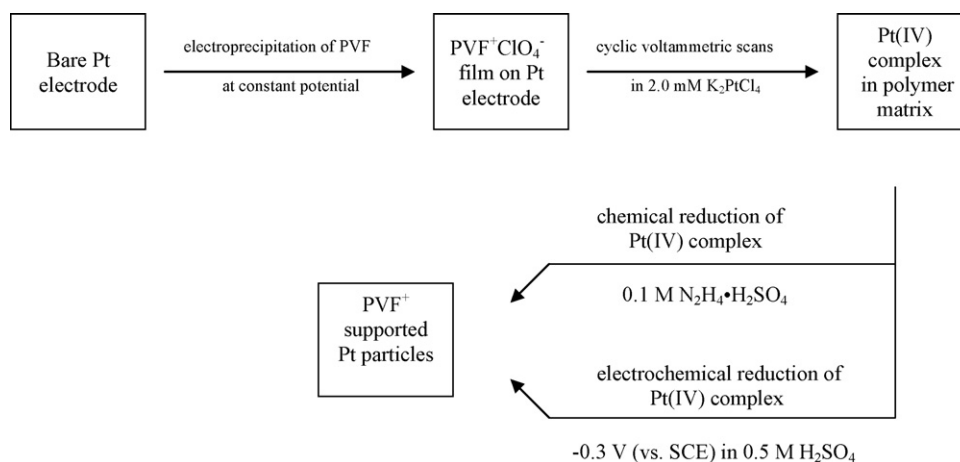 Bare Pt
electrode
electroprecipitation of PVF
at constant potential
PVF⁺ClO₄⁻
film on Pt
electrode
cyclic voltammetric scans
in 2.0 mM K₂PtCl₄
Pt(IV)
complex
in polymer
matrix
chemical reduction of
Pt(IV) complex
0.1 M N₂H₄•H₂SO₄
PVF⁺
supported
Pt particles
electrochemical reduction of
Pt(IV) complex
-0.3 V (vs. SCE) in 0.5 M H₂SO₄